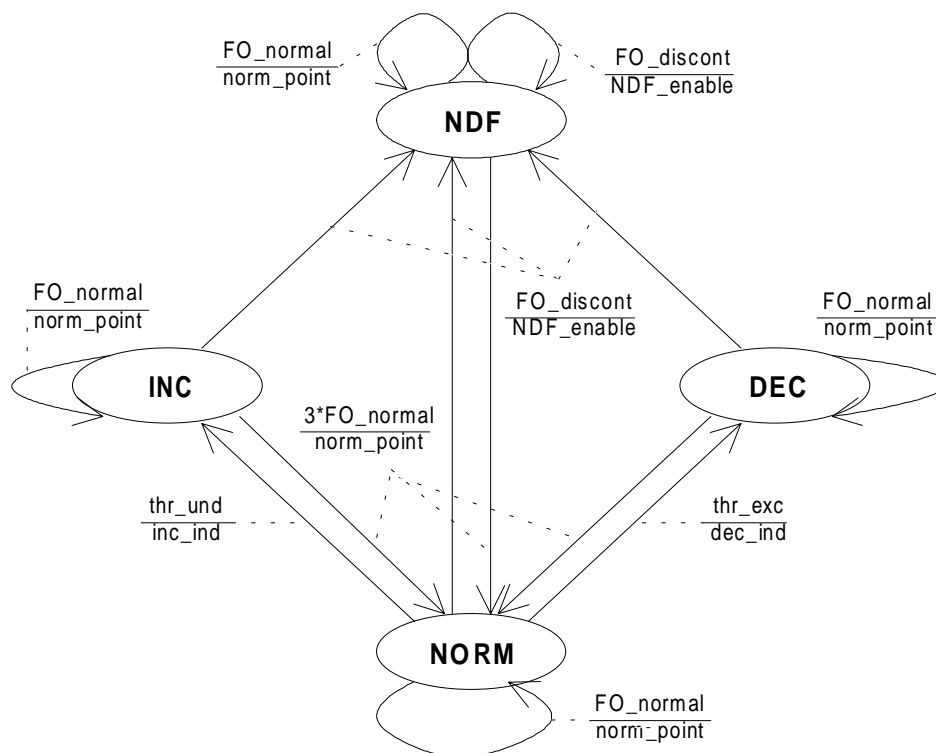 FO_normal
norm_point
FO_discont
NDF_enable
NDF
FO_normal
norm_point
FO_discont
NDF_enable
FO_normal
norm_point
INC
DEC
3*FO_normal
norm_point
thr_und
inc_ind
thr_exc
dec_ind
NORM
FO_normal
norm_point